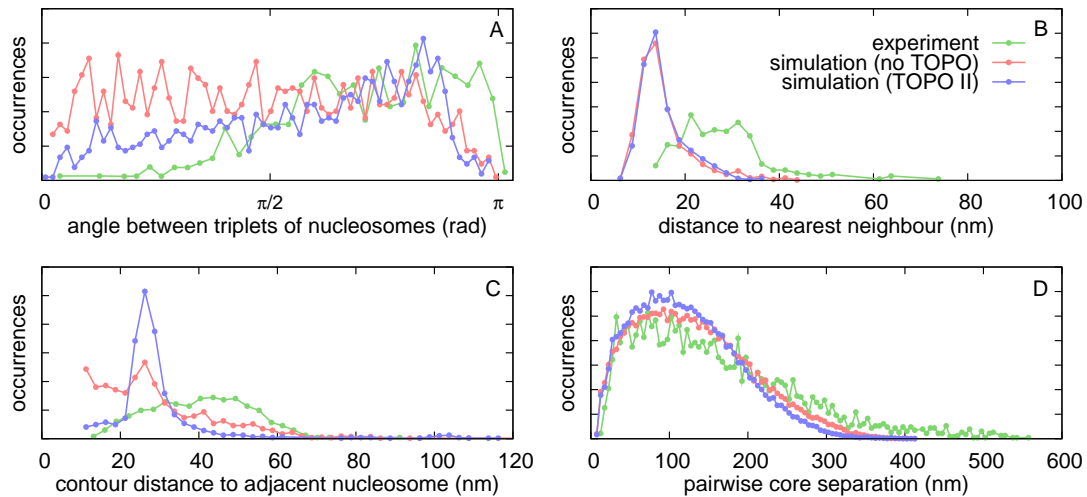 A
occurrences
0 π/2 π
angle between triplets of nucleosomes (rad)
B
experiment
simulation (no TOPO)
simulation (TOPO II)
occurrences
0 20 40 60 80 100
distance to nearest neighbour (nm)
C
occurrences
0 20 40 60 80 100 120
contour distance to adjacent nucleosome (nm)
D
occurrences
0 100 200 300 400 500 600
pairwise core separation (nm)